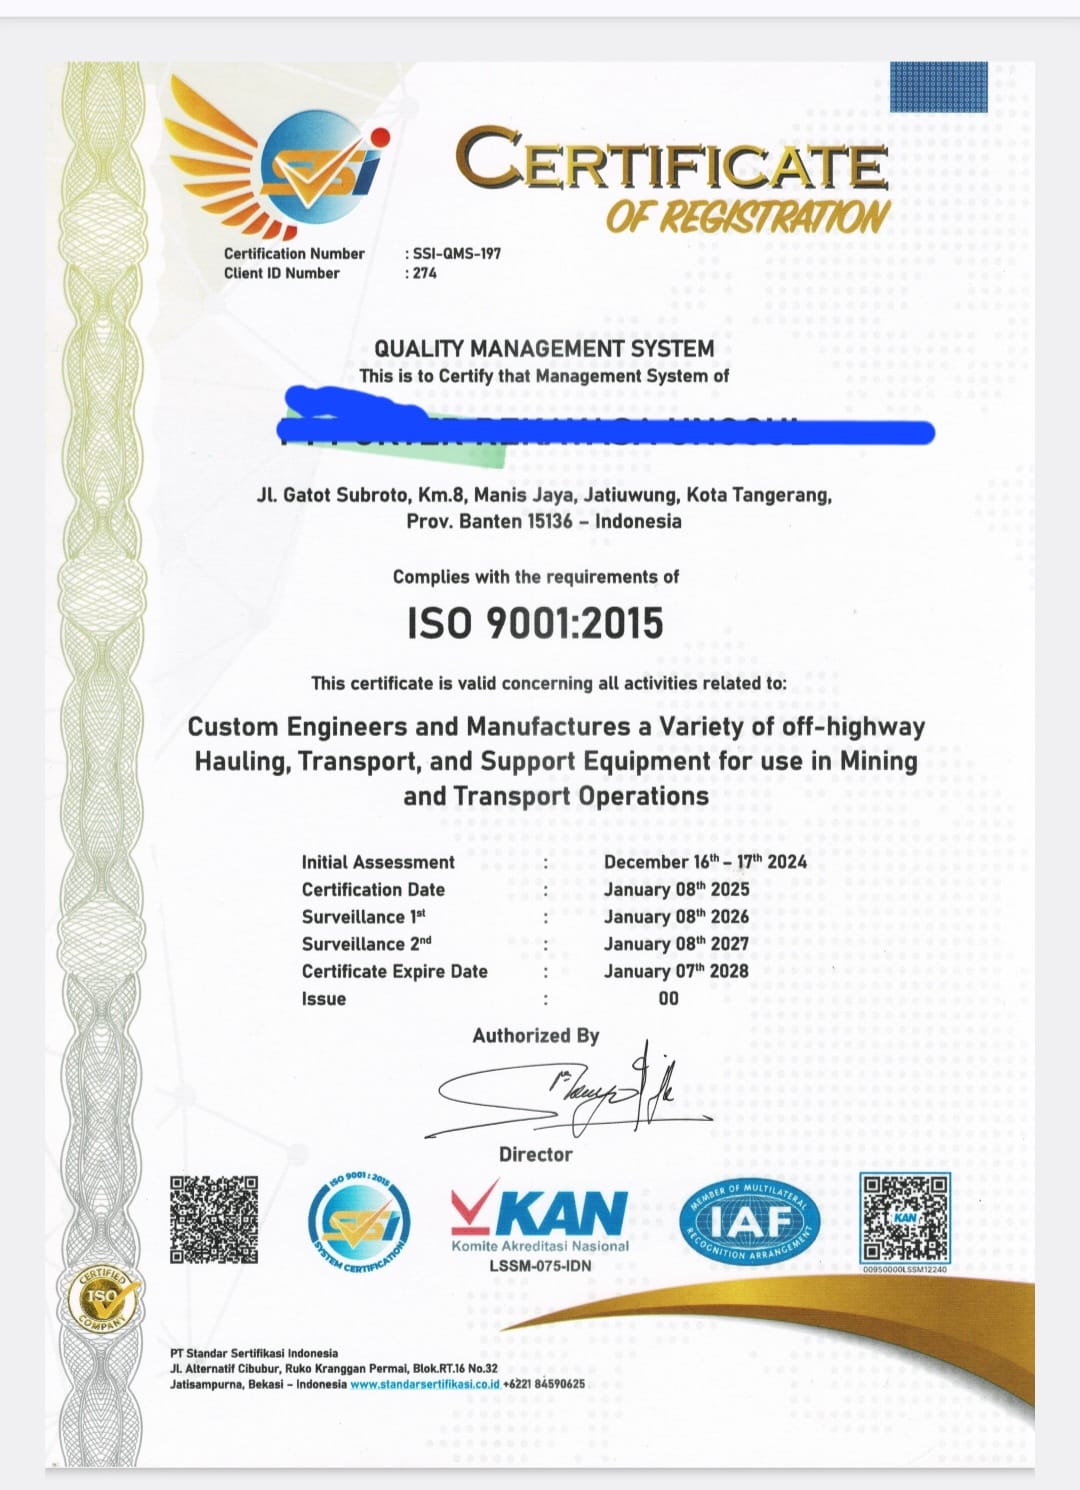 SSi
CERTIFICATE
OF REGISTRATION
Certification Number : SSI-QMS-197
Client ID Number : 274
QUALITY MANAGEMENT SYSTEM
This is to Certify that Management System of
Jl. Gatot Subroto, Km.8, Manis Jaya, Jatiuwung, Kota Tangerang,
Prov. Banten 15136 – Indonesia
Complies with the requirements of
ISO 9001:2015
This certificate is valid concerning all activities related to:
Custom Engineers and Manufactures a Variety of off-highway
Hauling, Transport, and Support Equipment for use in Mining
and Transport Operations
Initial Assessment : December 16th – 17th 2024
Certification Date : January 08th 2025
Surveillance 1st : January 08th 2026
Surveillance 2nd : January 08th 2027
Certificate Expire Date : January 07th 2028
Issue : 00
Authorized By
Director
ISO 9001 : 2015
SSi
SYSTEM CERTIFICATION
KAN
Komite Akreditasi Nasional
LSSM-075-IDN
MEMBER OF MULTILATERAL
IAF
RECOGNITION ARRANGEMENT
KAN
00950000LSSM12240
CERTIFIED
ISO
COMPANY
PT Standar Sertifikasi Indonesia
Jl. Alternatif Cibubur, Ruko Kranggan Permai, Blok.RT.16 No.32
Jatisampurna, Bekasi – Indonesia www.standarsertifikasi.co.id +6221 84590625